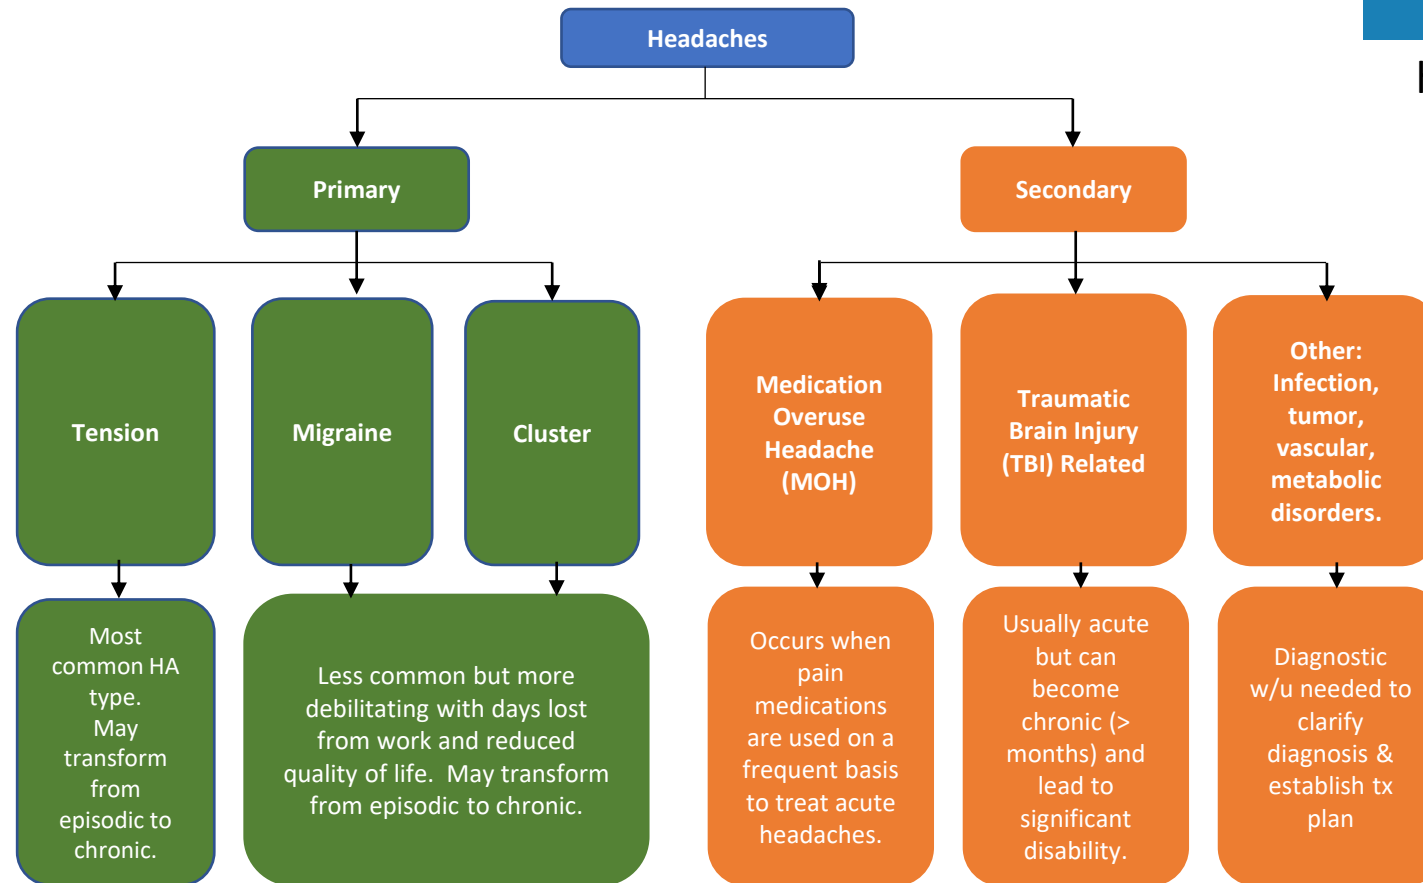 Headaches
Primary
Secondary
Tension
Migraine
Cluster
Medication
Overuse
Headache
(MOH)
Traumatic
Brain Injury
(TBI) Related
Other:
Infection,
tumor,
vascular,
metabolic
disorders.
Most
common HA
type.
May
transform
from
episodic to
chronic.
Less common but more
debilitating with days lost
from work and reduced
quality of life.  May transform
from episodic to chronic.
Occurs when
pain
medications
are used on a
frequent basis
to treat acute
headaches.
Usually acute
but can
become
chronic (>
months) and
lead to
significant
disability.
Diagnostic
w/u needed to
clarify
diagnosis &
establish tx
plan